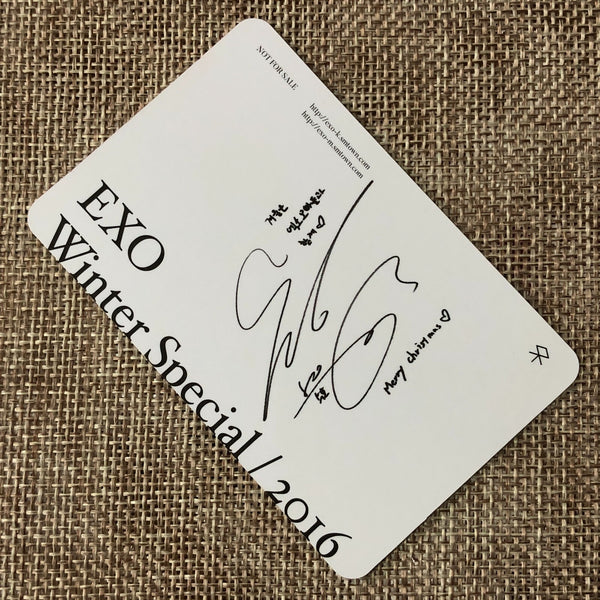 NOT FOR SALE
http://exo-k.smtown.com
http://exo-m.smtown.com
Merry christmas ♡
EXO
Winter Special / 2016